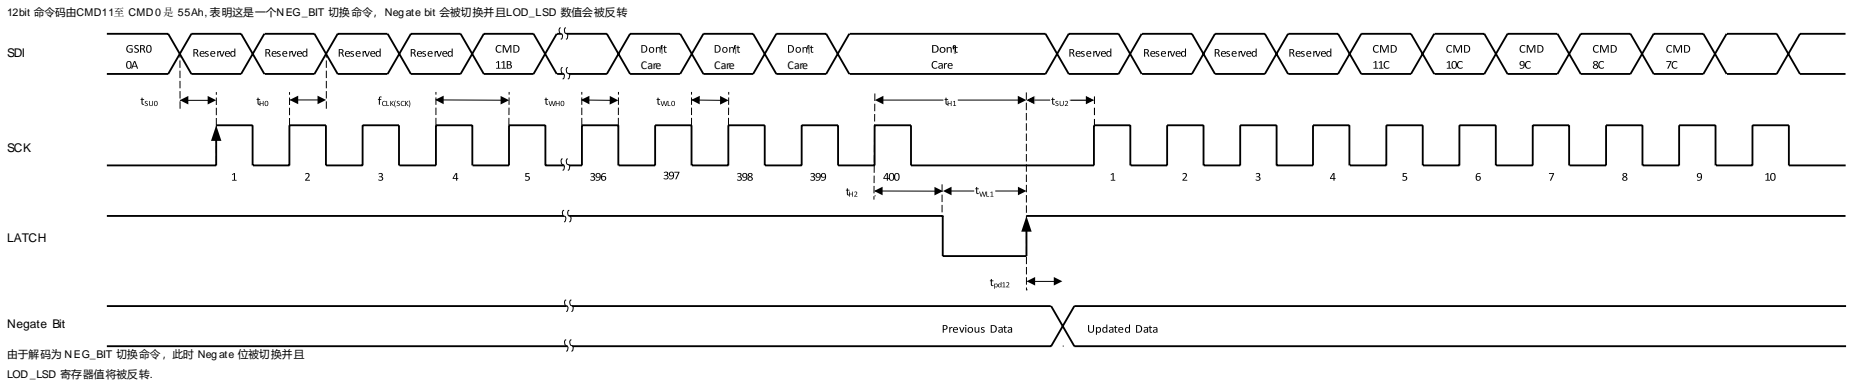 12bit 命令码由CMD11至 CMD0 是 55Ah, 表明这是一个NEG_BIT 切换命令，Negate bit 会被切换并且LOD_LSD 数值会被反转
SDI
GSR0 0A
Reserved
Reserved
Reserved
Reserved
CMD 11B
Don't Care
Don't Care
Don't Care
Don't Care
Reserved
Reserved
Reserved
Reserved
CMD 11C
CMD 10C
CMD 9C
CMD 8C
CMD 7C
tSU0
tH0
fCLK(SCK)
tWH0
tWL0
tH1
tSU2
SCK
1 2 3 4 5 396 397 398 399 400 1 2 3 4 5 6 7 8 9 10
tH2
tWL1
LATCH
tpd12
Negate Bit
Previous Data
Updated Data
由于解码为 NEG_BIT 切换命令，此时 Negate 位被切换并且
LOD_LSD 寄存器值将被反转.